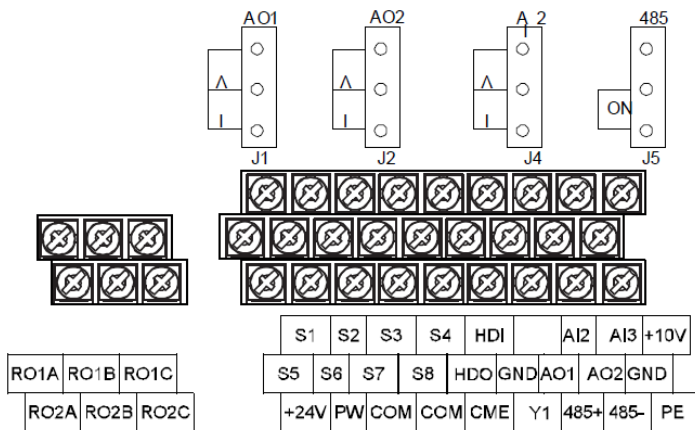 AO1 AO2 AI2 485
V V V
I I I ON
J1 J2 J4 J5
S1 S2 S3 S4 HDI AI2 AI3 +10V
RO1A RO1B RO1C S5 S6 S7 S8 HDO GND AO1 AO2 GND
RO2A RO2B RO2C +24V PW COM COM CME Y1 485+ 485- PE